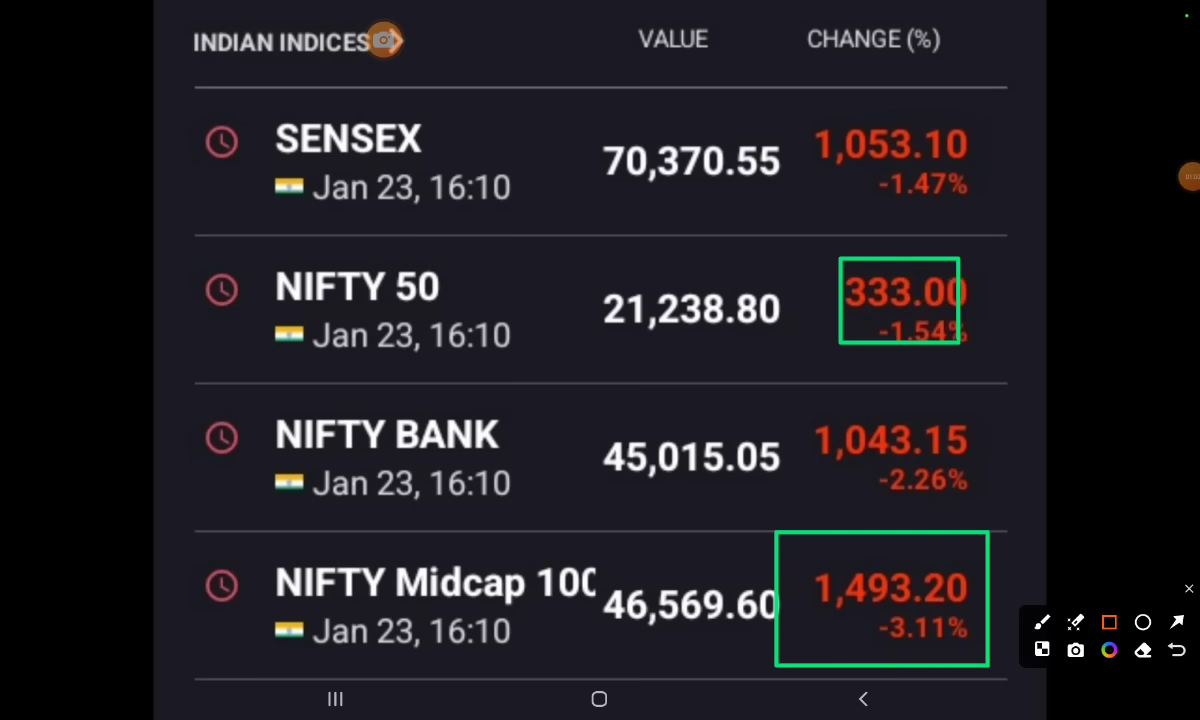 INDIAN INDICES VALUE CHANGE (%)
SENSEX
Jan 23, 16:10
70,370.55
1,053.10
-1.47%
NIFTY 50
Jan 23, 16:10
21,238.80
333.00
-1.54%
NIFTY BANK
Jan 23, 16:10
45,015.05
1,043.15
-2.26%
NIFTY Midcap 100
Jan 23, 16:10
46,569.60
1,493.20
-3.11%